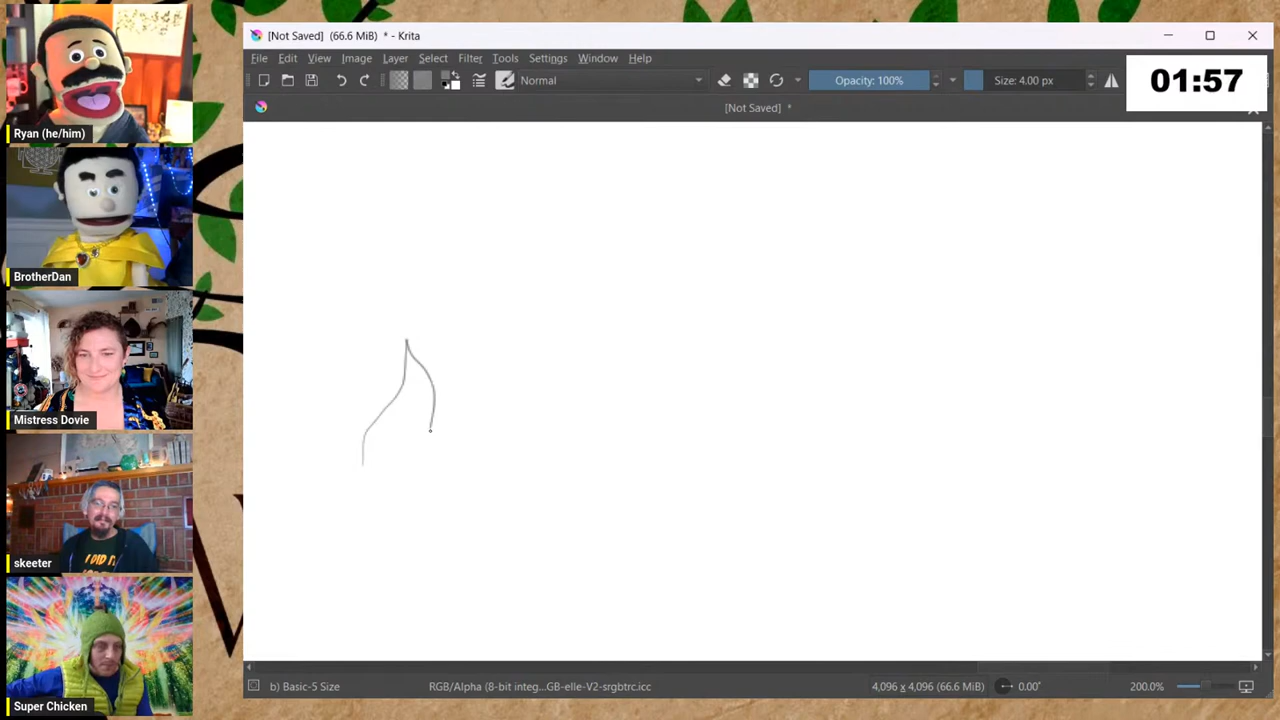 Ryan (he/him)
BrotherDan
Mistress Dovie
skeeter
I DID IT
Super Chicken
[Not Saved] (66.6 MiB) * - Krita
File Edit View Image Layer Select Filter Tools Settings Window Help
Normal
Opacity: 100%
Size: 4.00 px
01:57
[Not Saved] *
b) Basic-5 Size
RGB/Alpha (8-bit integ...GB-elle-V2-srgbtrc.icc
4,096 x 4,096 (66.6 MiB)
0.00°
200.0%